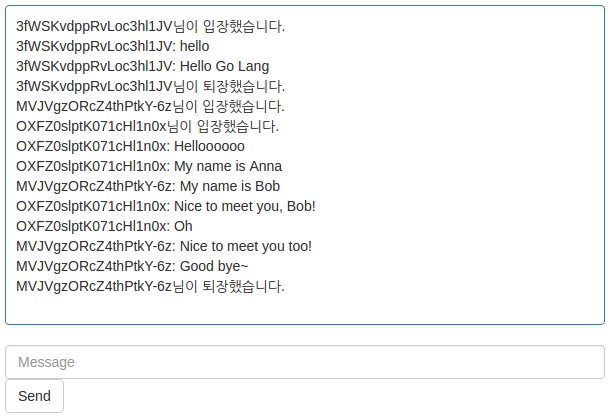 3fWSKvdppRvLoc3hl1JV님이 입장했습니다.
3fWSKvdppRvLoc3hl1JV: hello
3fWSKvdppRvLoc3hl1JV: Hello Go Lang
3fWSKvdppRvLoc3hl1JV님이 퇴장했습니다.
MVJVgzORcZ4thPtkY-6z님이 입장했습니다.
OXFZ0slptK071cHl1n0x님이 입장했습니다.
OXFZ0slptK071cHl1n0x: Helloooooo
OXFZ0slptK071cHl1n0x: My name is Anna
MVJVgzORcZ4thPtkY-6z: My name is Bob
OXFZ0slptK071cHl1n0x: Nice to meet you, Bob!
OXFZ0slptK071cHl1n0x: Oh
MVJVgzORcZ4thPtkY-6z: Nice to meet you too!
MVJVgzORcZ4thPtkY-6z: Good bye~
MVJVgzORcZ4thPtkY-6z님이 퇴장했습니다.
Message
Send